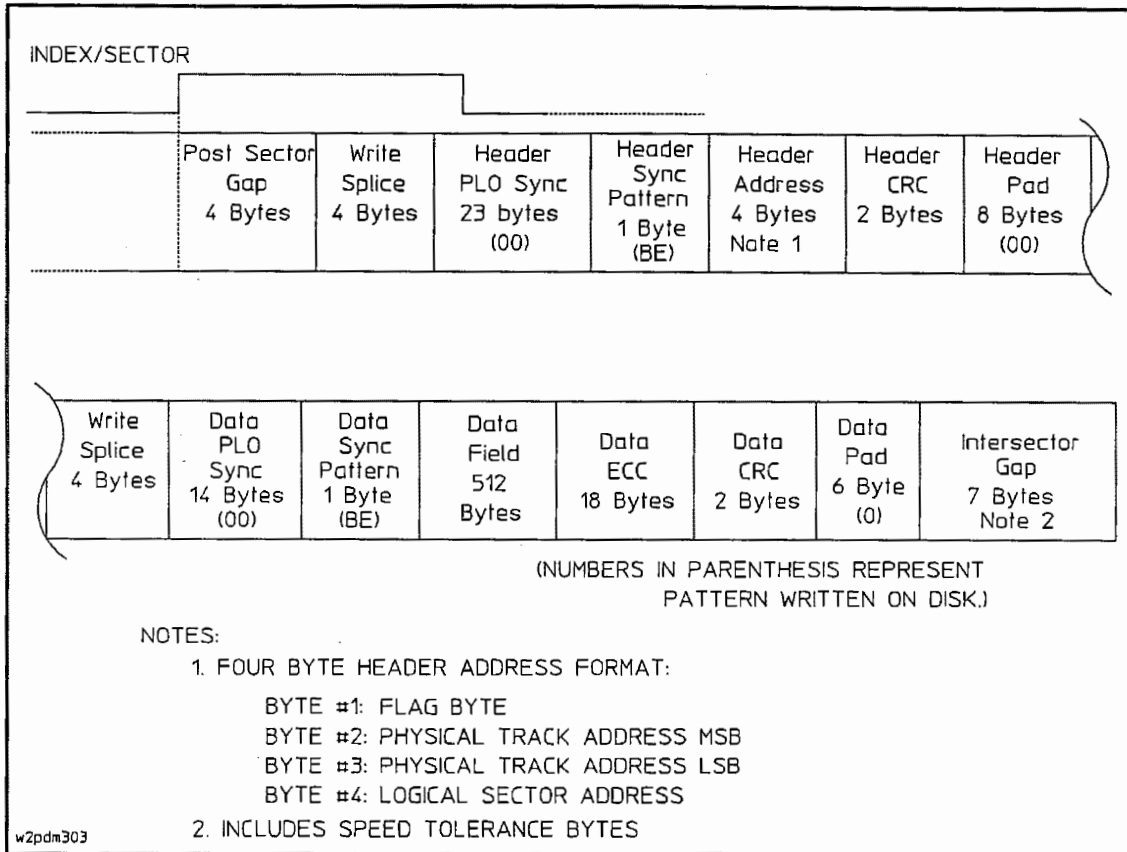 INDEX/SECTOR
Post Sector
Gap
4 Bytes
Write
Splice
4 Bytes
Header
PLO Sync
23 bytes
(00)
Header
Sync
Pattern
1 Byte
(BE)
Header
Address
4 Bytes
Note 1
Header
CRC
2 Bytes
Header
Pad
8 Bytes
(00)
Write
Splice
4 Bytes
Data
PLO
Sync
14 Bytes
(00)
Data
Sync
Pattern
1 Byte
(BE)
Data
Field
512
Bytes
Data
ECC
18 Bytes
Data
CRC
2 Bytes
Data
Pad
6 Byte
(0)
Intersector
Gap
7 Bytes
Note 2
(NUMBERS IN PARENTHESIS REPRESENT
PATTERN WRITTEN ON DISK.)
NOTES:
1. FOUR BYTE HEADER ADDRESS FORMAT:
BYTE #1: FLAG BYTE
BYTE #2: PHYSICAL TRACK ADDRESS MSB
BYTE #3: PHYSICAL TRACK ADDRESS LSB
BYTE #4: LOGICAL SECTOR ADDRESS
2. INCLUDES SPEED TOLERANCE BYTES
w2pdm303